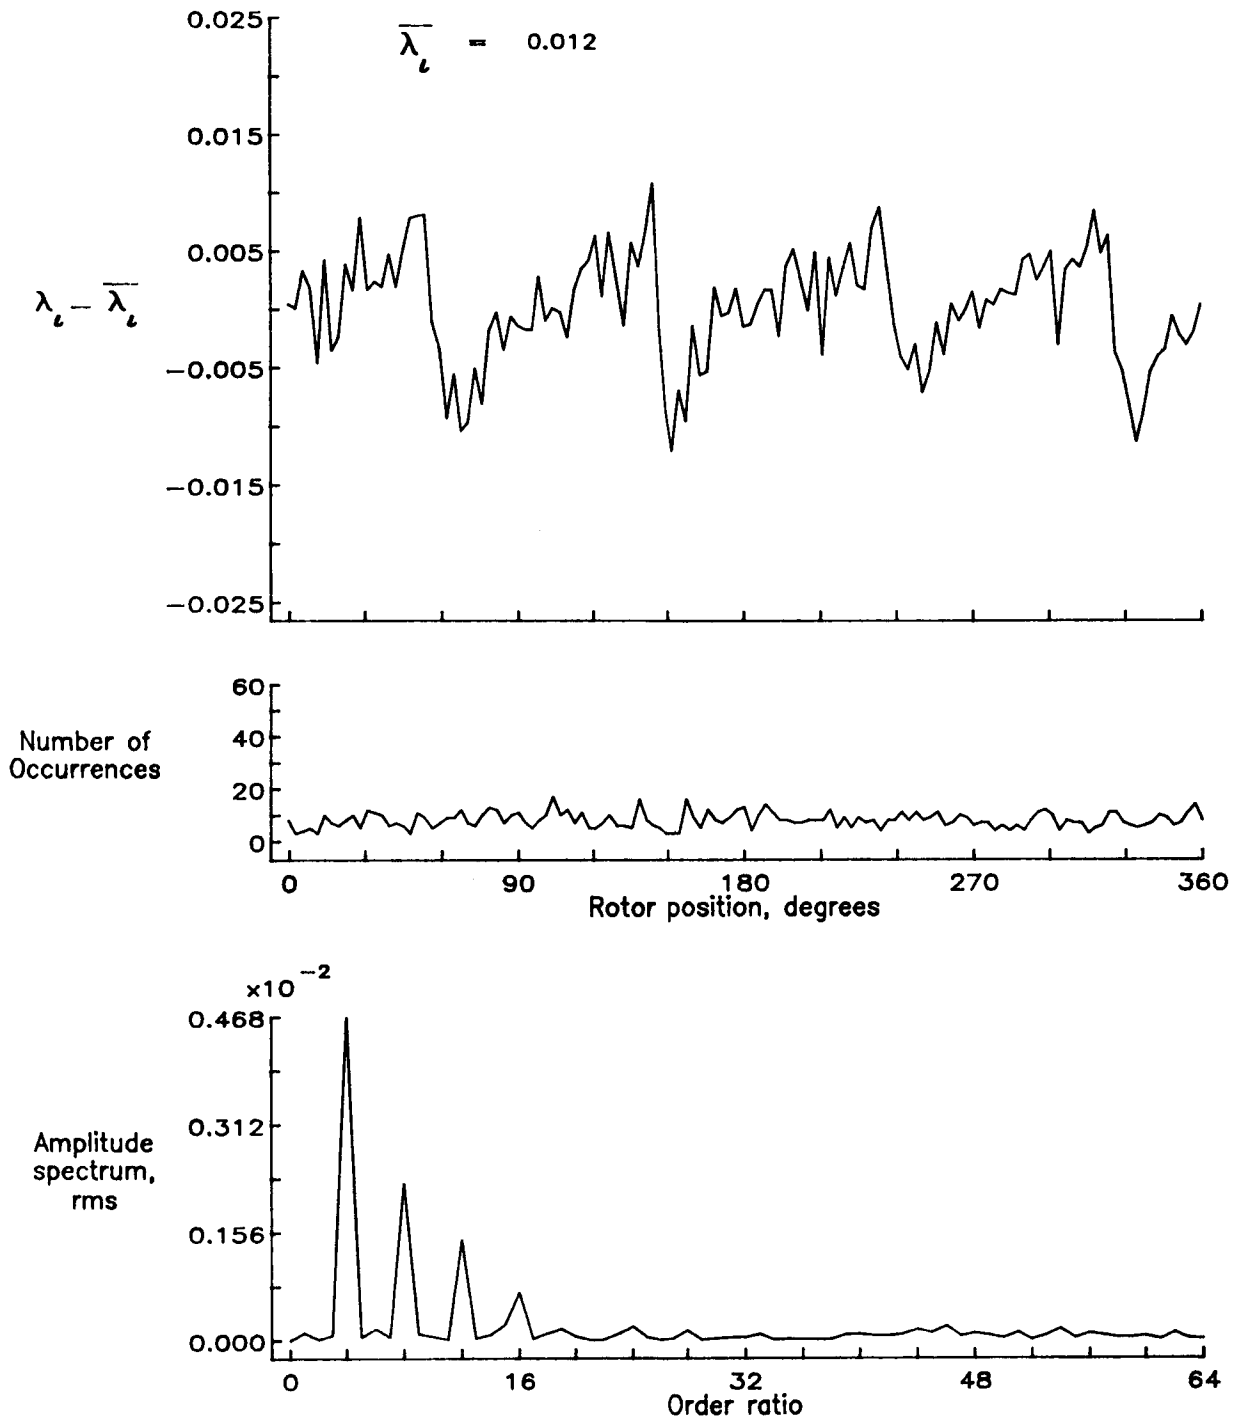 0.025
λ̅ι = 0.012
0.015
0.005
λι – λ̅ι
−0.005
−0.015
−0.025
60
Number of
Occurrences
40
20
0
0 90 180 270 360
Rotor position, degrees
×10 −2
0.468
0.312
Amplitude
spectrum,
rms
0.156
0.000
0 16 32 48 64
Order ratio